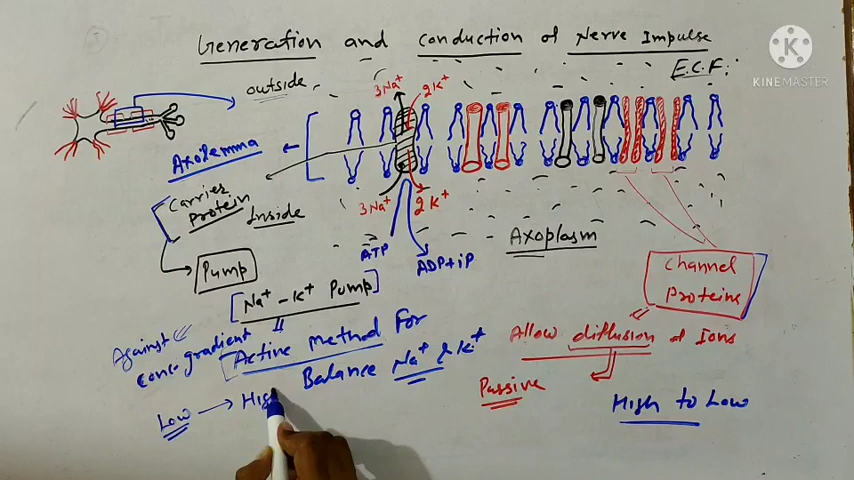 Generation and conduction of Nerve Impulse
K
KINEMASTER
E.C.F.
outside
3Na+
2K+
Axolemma
Carrier
protein
Inside
3Na+
2K+
Axoplasm
ATP
ADP+iP
Pump
Channel
Proteins
[Na+ - K+ Pump]
Against
conc. gradient
Active method For
Balance Na+ & K+
Allow diffusion of Ions
Passive
Low → High
High to Low